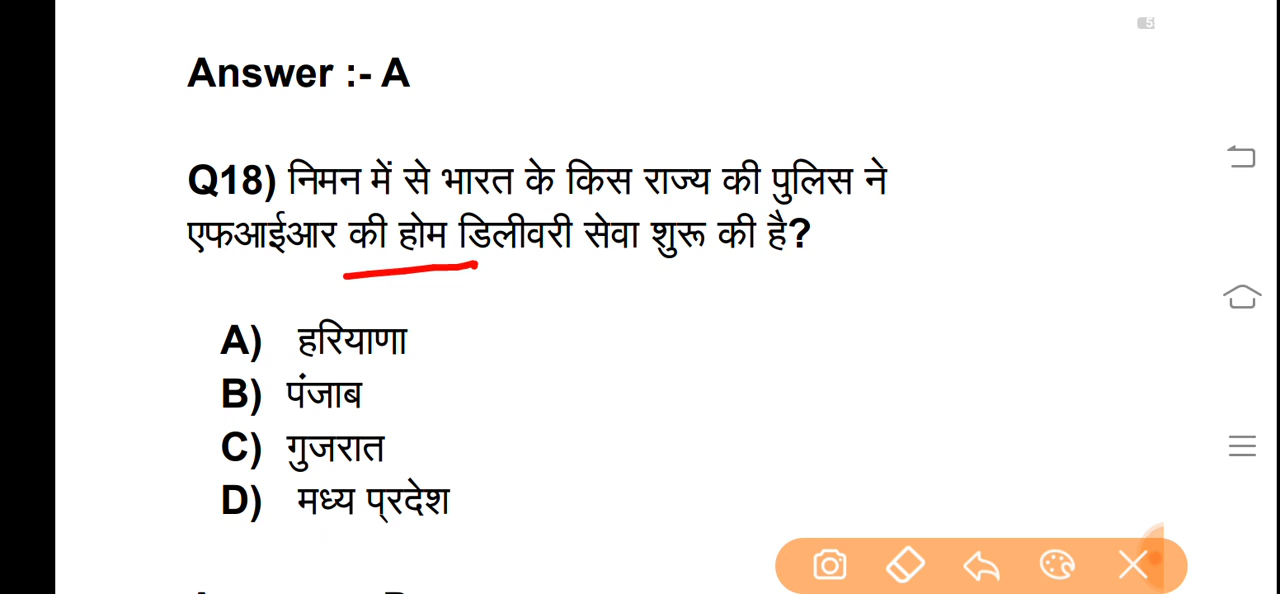 Answer :- A
Q18) निमन में से भारत के किस राज्य की पुलिस ने
एफआईआर की होम डिलीवरी सेवा शुरू की है?
A) हरियाणा
B) पंजाब
C) गुजरात
D) मध्य प्रदेश